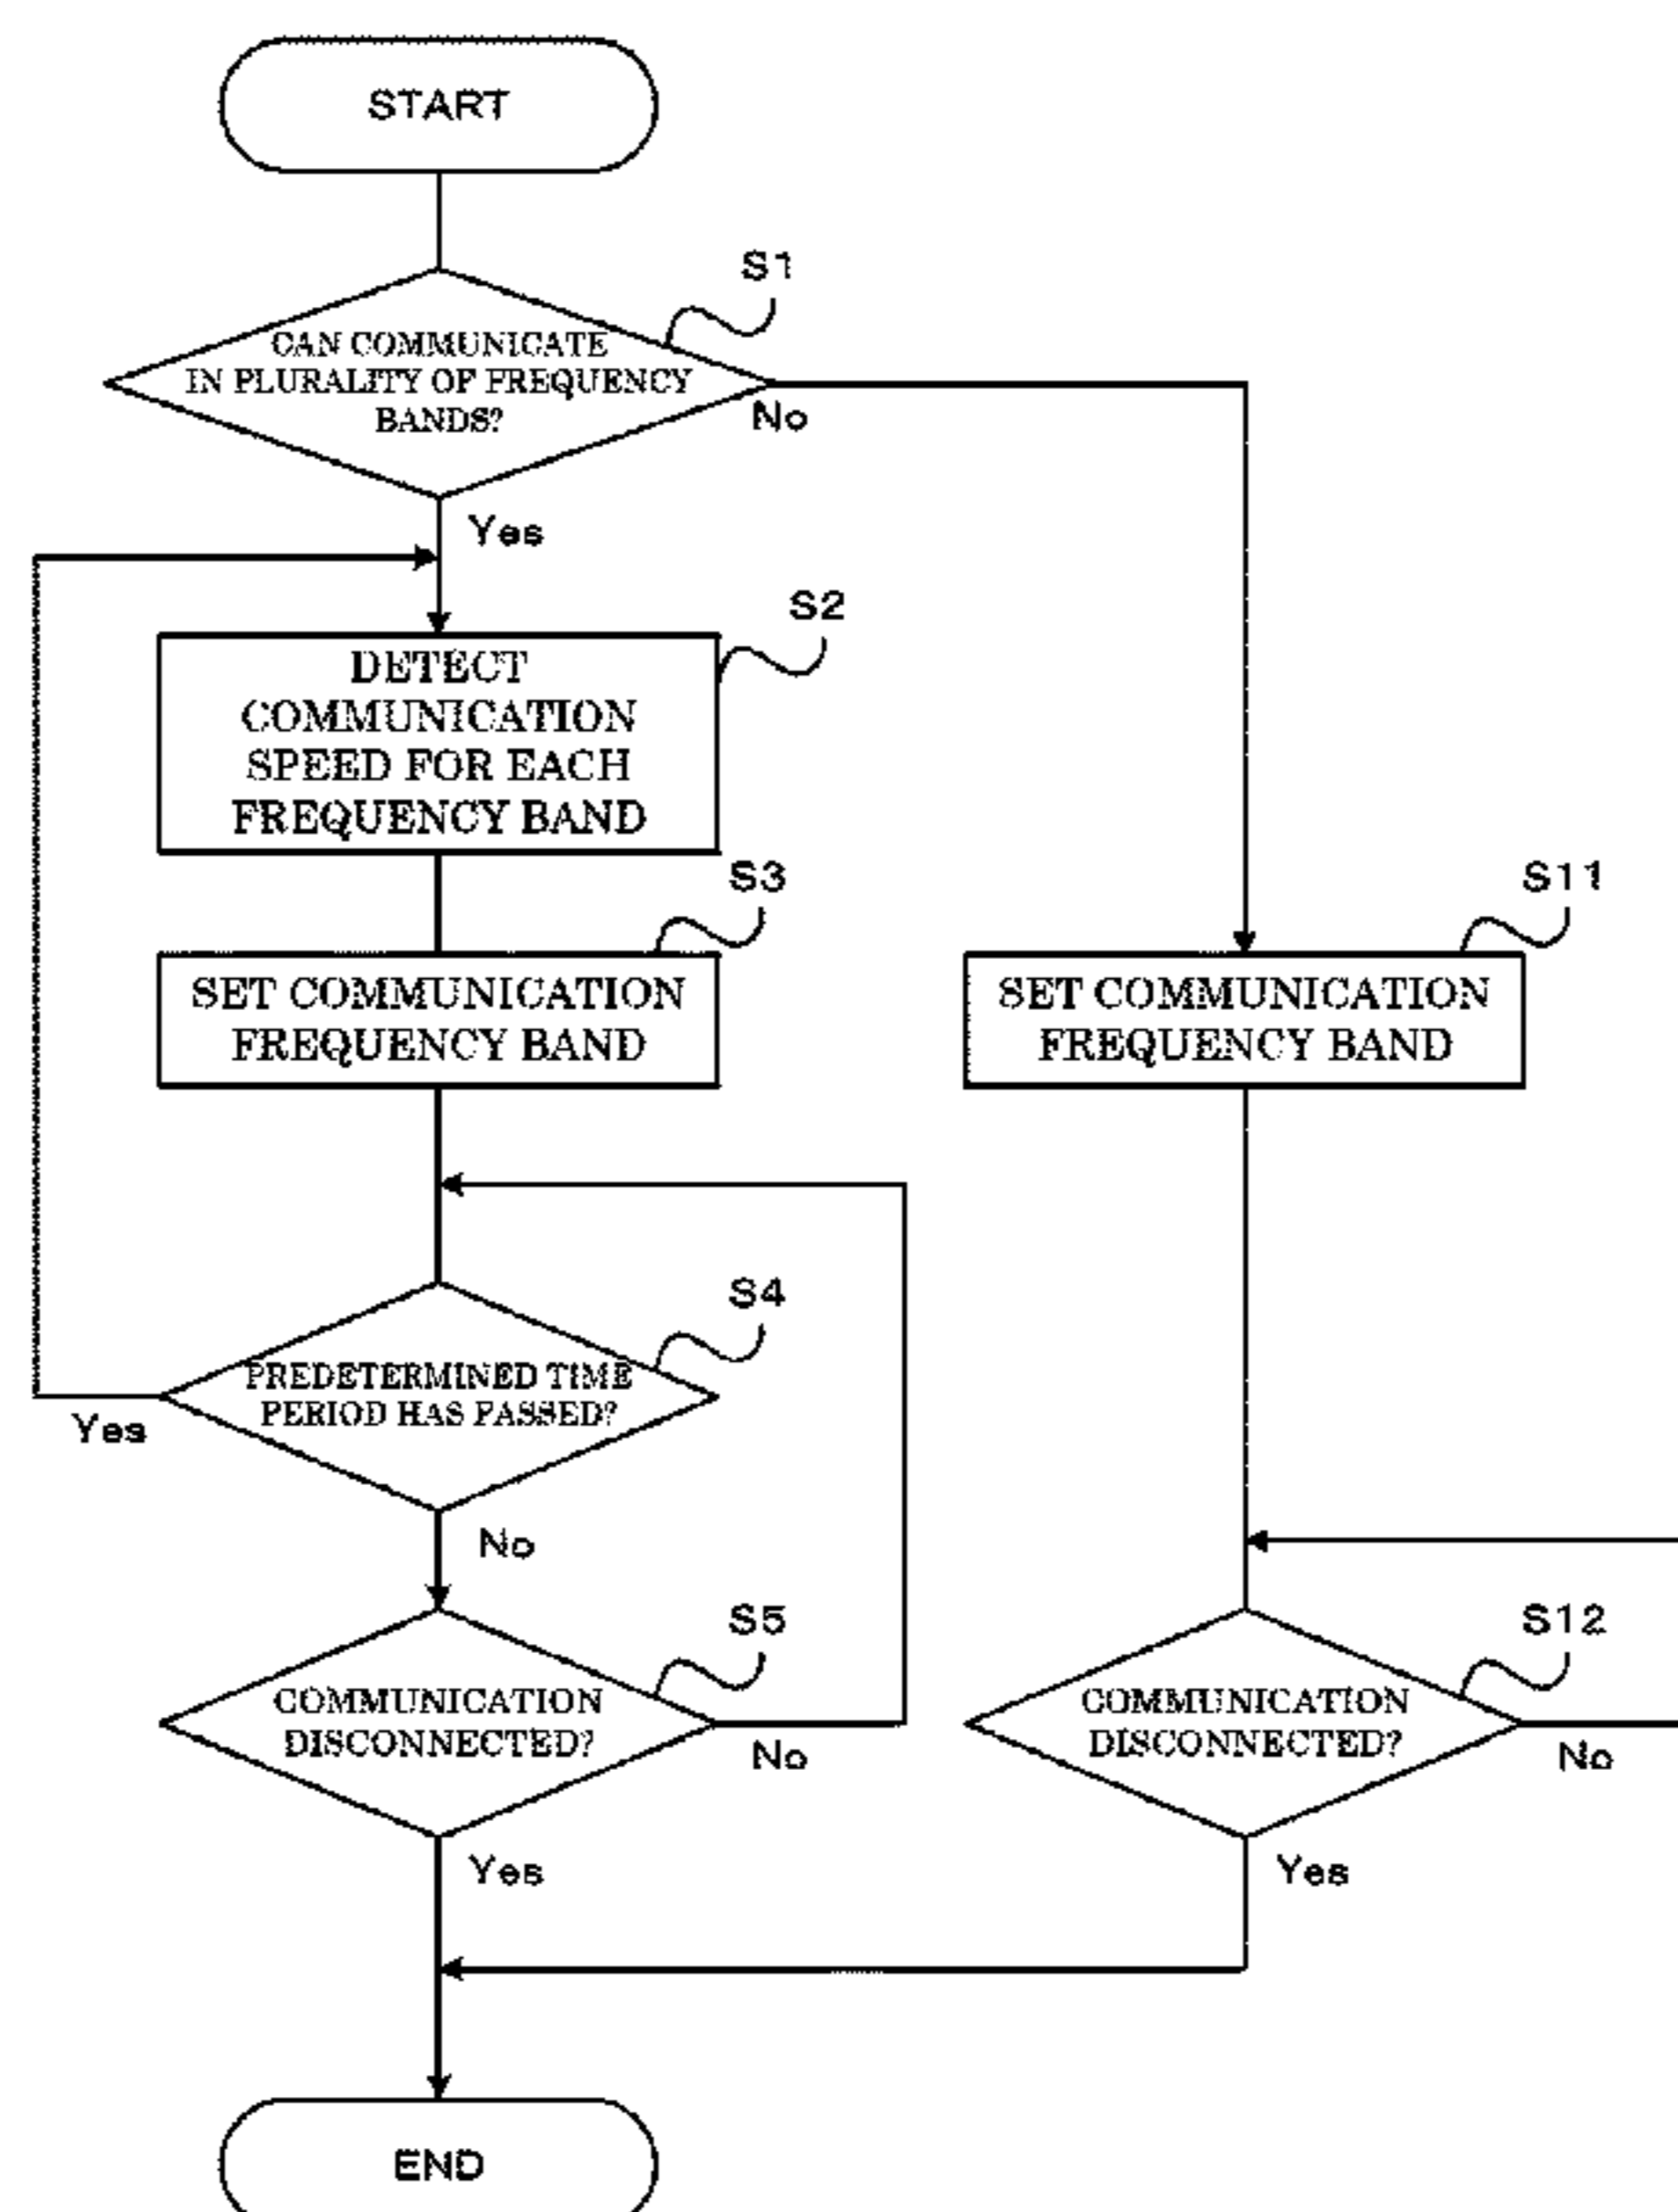 START
S1
CAN COMMUNICATE
IN PLURALITY OF FREQUENCY
BANDS?
No
Yes
S2
DETECT
COMMUNICATION
SPEED FOR EACH
FREQUENCY BAND
S3
SET COMMUNICATION
FREQUENCY BAND
S11
SET COMMUNICATION
FREQUENCY BAND
S4
PREDETERMINED TIME
PERIOD HAS PASSED?
Yes
No
S5
COMMUNICATION
DISCONNECTED?
No
Yes
S12
COMMUNICATION
DISCONNECTED?
No
Yes
END